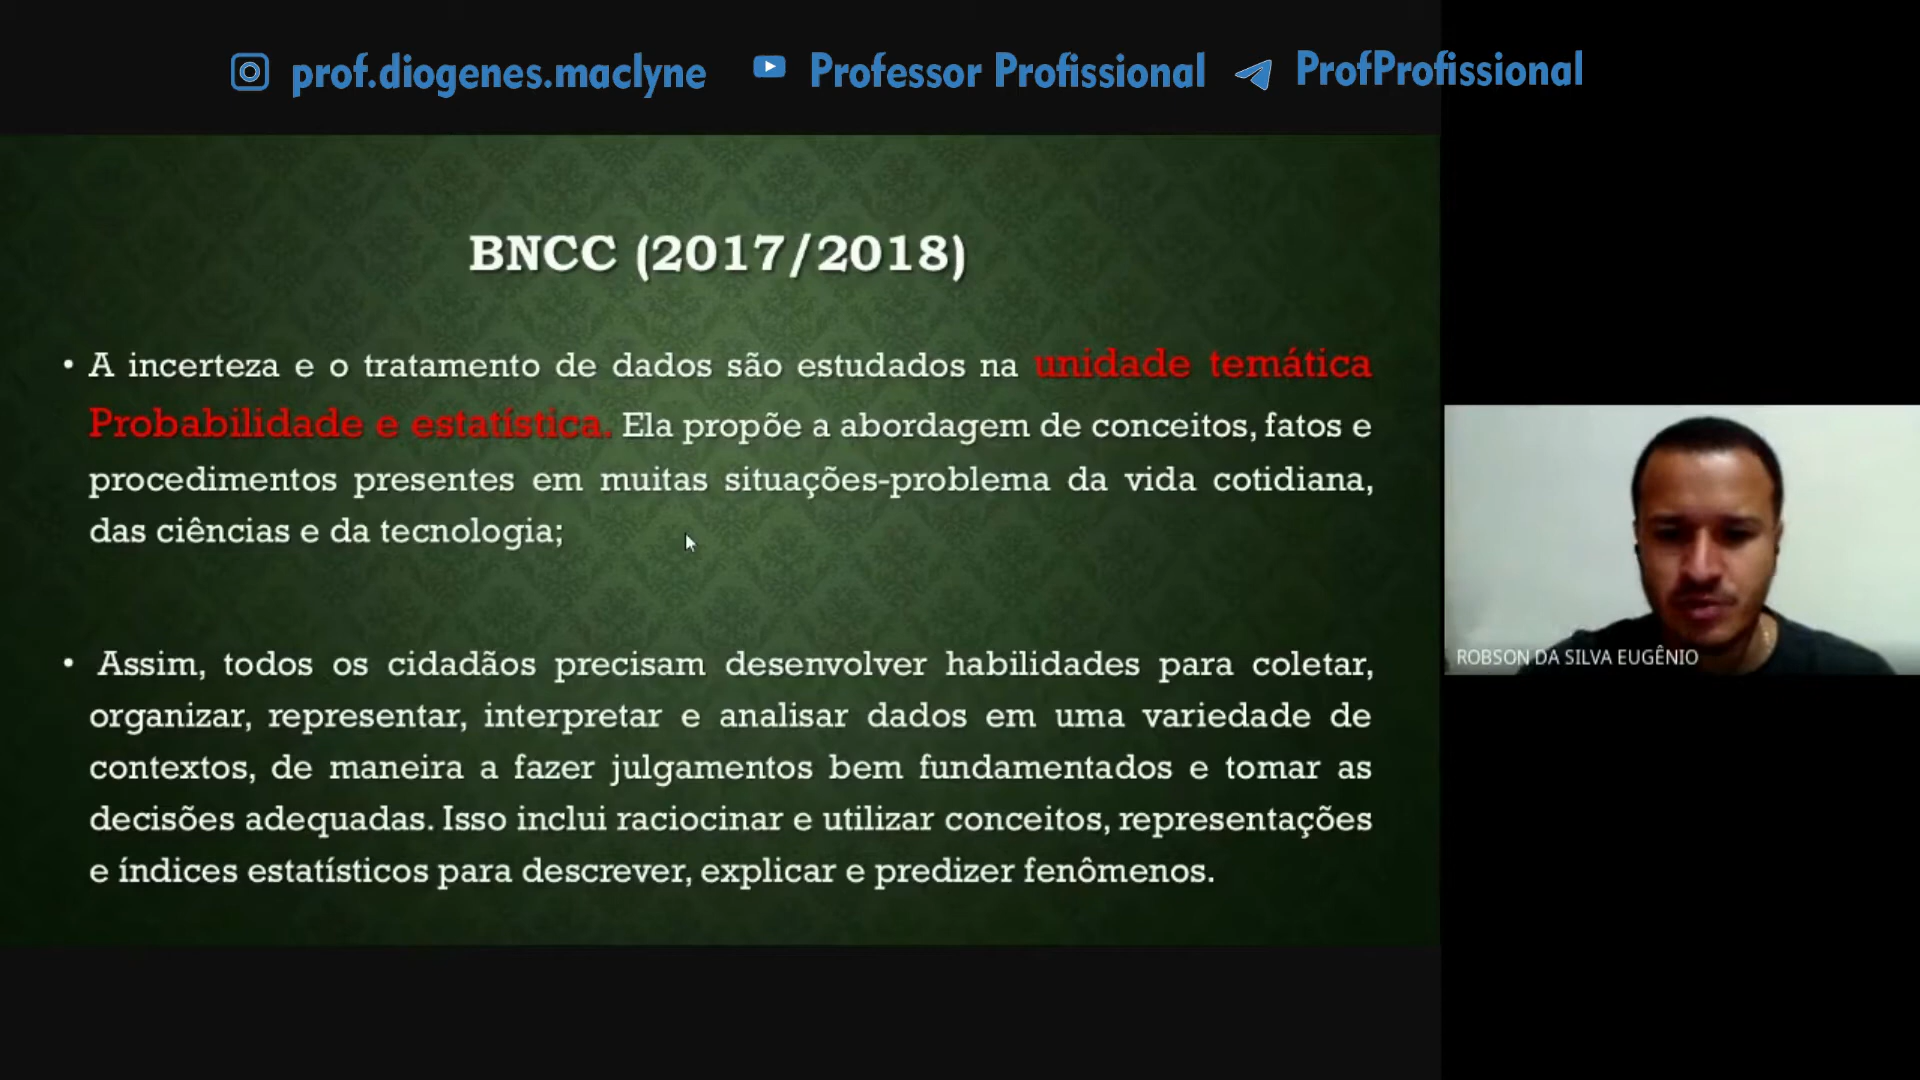 prof.diogenes.maclyne Professor Profissional ProfProfissional
BNCC (2017/2018)
• A incerteza e o tratamento de dados são estudados na unidade temática
Probabilidade e estatística. Ela propõe a abordagem de conceitos, fatos e
procedimentos presentes em muitas situações-problema da vida cotidiana,
das ciências e da tecnologia;
• Assim, todos os cidadãos precisam desenvolver habilidades para coletar,
organizar, representar, interpretar e analisar dados em uma variedade de
contextos, de maneira a fazer julgamentos bem fundamentados e tomar as
decisões adequadas. Isso inclui raciocinar e utilizar conceitos, representações
e índices estatísticos para descrever, explicar e predizer fenômenos.
ROBSON DA SILVA EUGÊNIO